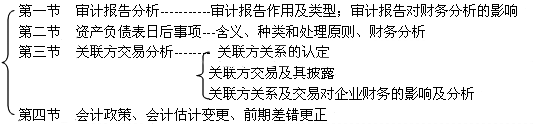 第一节 审计报告分析----------审计报告作用及类型；审计报告对财务分析的影响
第二节 资产负债表日后事项---含义、种类和处理原则、财务分析
第三节 关联方交易分析------- 关联方关系的认定
关联方交易及其披露
关联方关系及交易对企业财务的影响及分析
第四节 会计政策、会计估计变更、前期差错更正